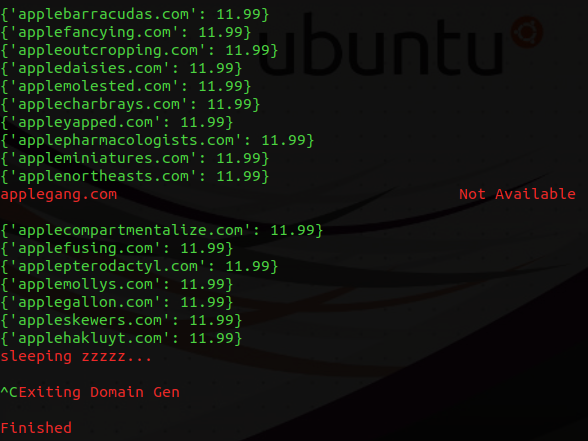 {'applebarracudas.com': 11.99}
{'applefancying.com': 11.99}
{'appleoutcropping.com': 11.99}
{'appledaisies.com': 11.99}
{'applemolested.com': 11.99}
{'applecharbrays.com': 11.99}
{'appleyapped.com': 11.99}
{'applepharmacologists.com': 11.99}
{'appleminiatures.com': 11.99}
{'applenortheasts.com': 11.99}
applegang.com Not Available
{'applecompartmentalize.com': 11.99}
{'applefusing.com': 11.99}
{'applepterodactyl.com': 11.99}
{'applemollys.com': 11.99}
{'applegallon.com': 11.99}
{'appleskewers.com': 11.99}
{'applehakluyt.com': 11.99}
sleeping zzzzz...
^CExiting Domain Gen
Finished
ubuntu